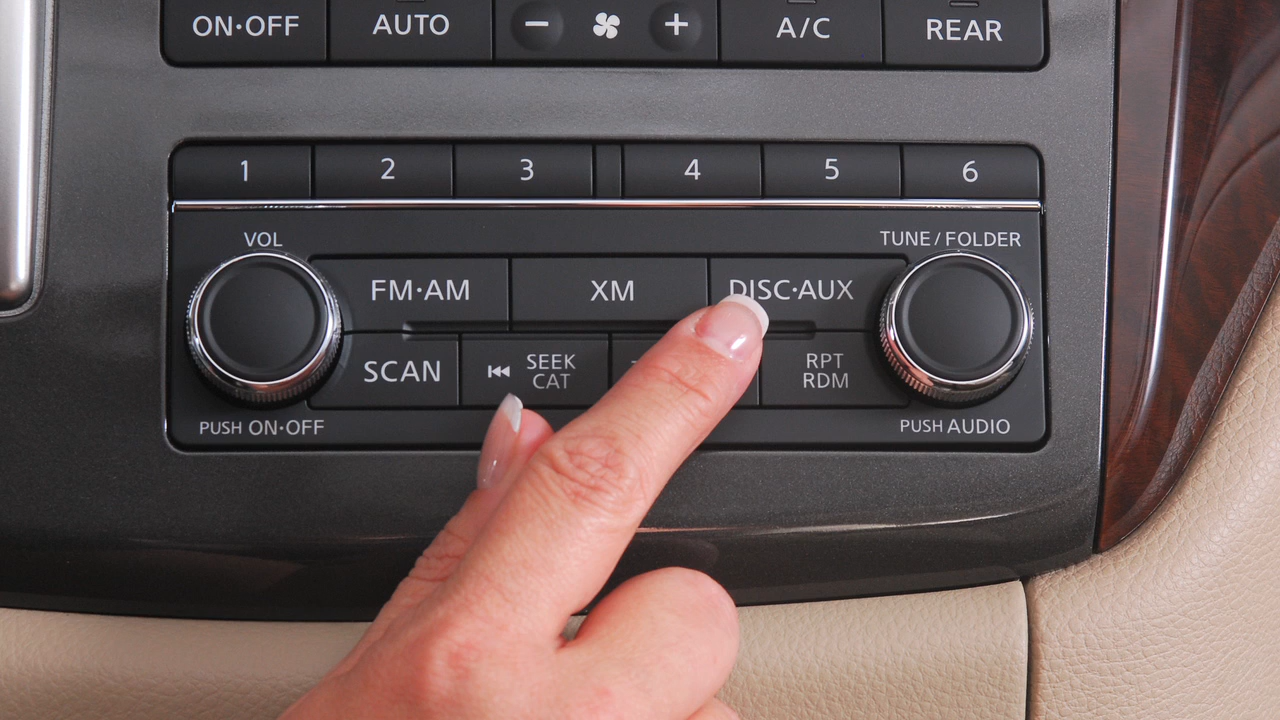 ON•OFF
AUTO
− +
A/C
REAR
1 2 3 4 5 6
VOL
TUNE / FOLDER
FM•AM
XM
DISC•AUX
SCAN
SEEK
CAT
RPT
RDM
PUSH ON•OFF
PUSH AUDIO